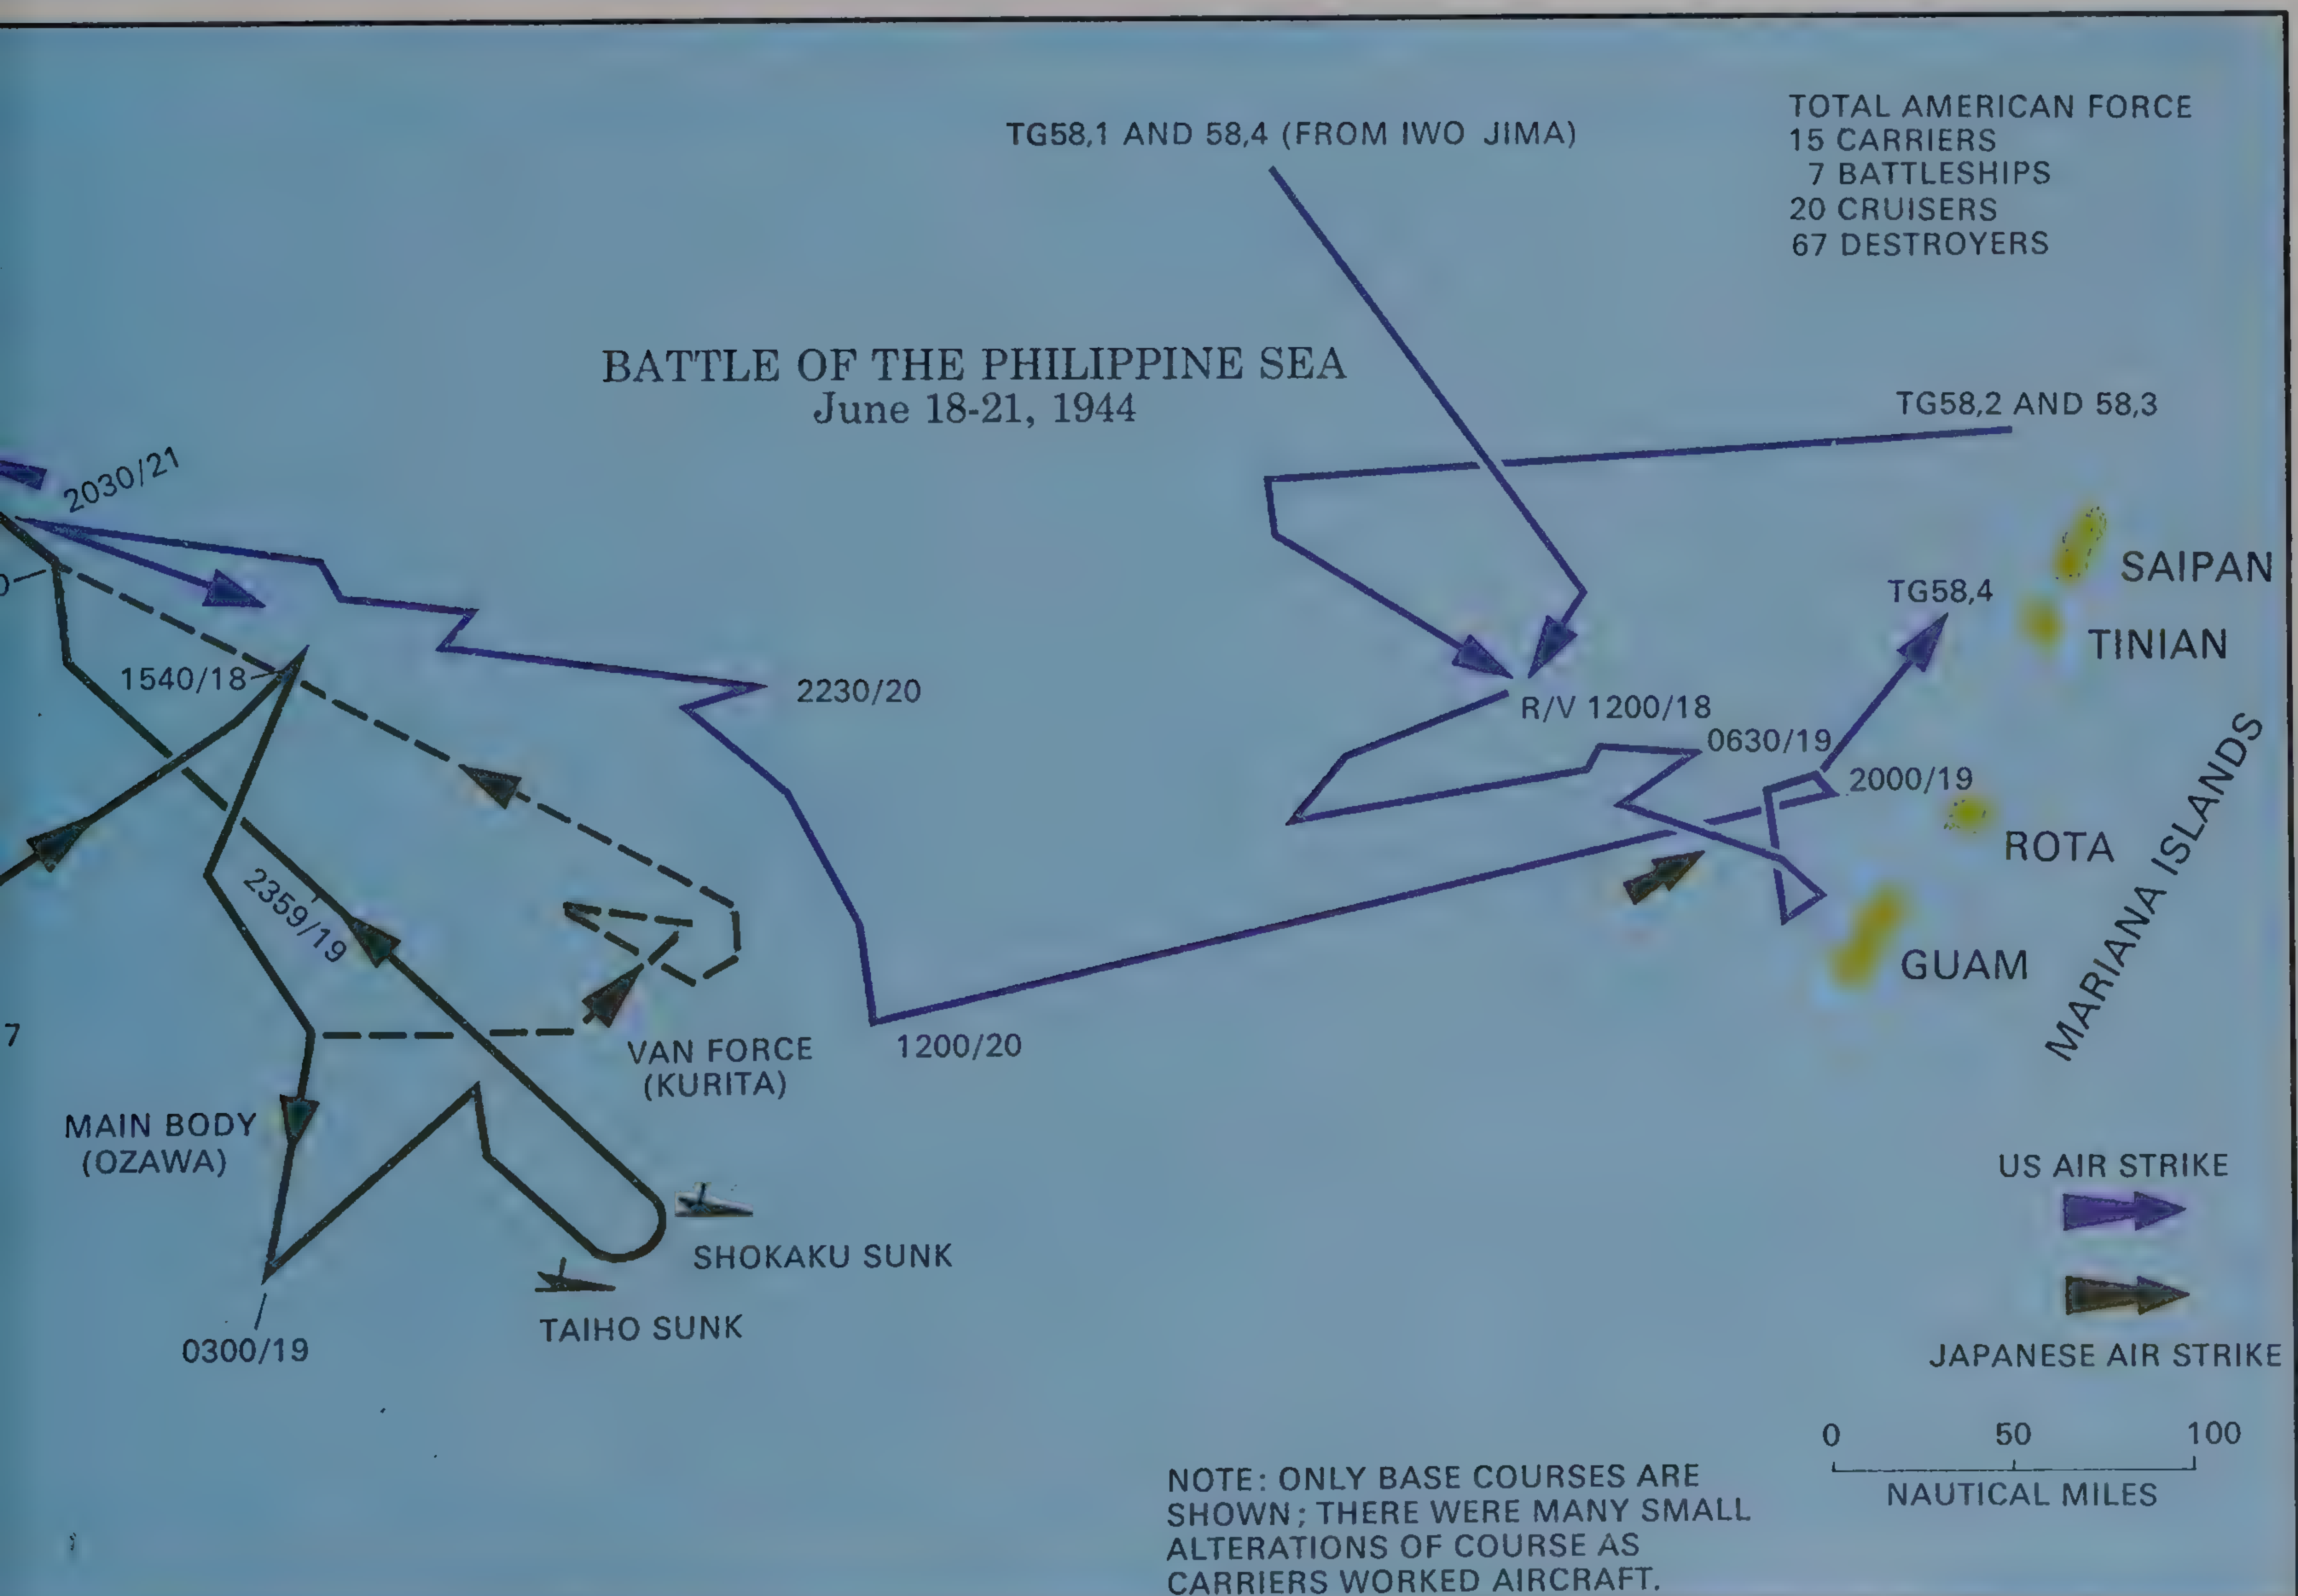 TOTAL AMERICAN FORCE
15 CARRIERS
7 BATTLESHIPS
20 CRUISERS
67 DESTROYERS
TG58,1 AND 58,4 (FROM IWO JIMA)
BATTLE OF THE PHILIPPINE SEA
June 18-21, 1944
TG58,2 AND 58,3
2030/21
SAIPAN
TG58,4
TINIAN
1540/18
2230/20
R/V 1200/18
0630/19
2000/19
ROTA
MARIANA ISLANDS
2359/19
GUAM
7
1200/20
VAN FORCE
(KURITA)
MAIN BODY
(OZAWA)
US AIR STRIKE
SHOKAKU SUNK
TAIHO SUNK
0300/19
JAPANESE AIR STRIKE
0 50 100
NAUTICAL MILES
NOTE: ONLY BASE COURSES ARE
SHOWN; THERE WERE MANY SMALL
ALTERATIONS OF COURSE AS
CARRIERS WORKED AIRCRAFT.